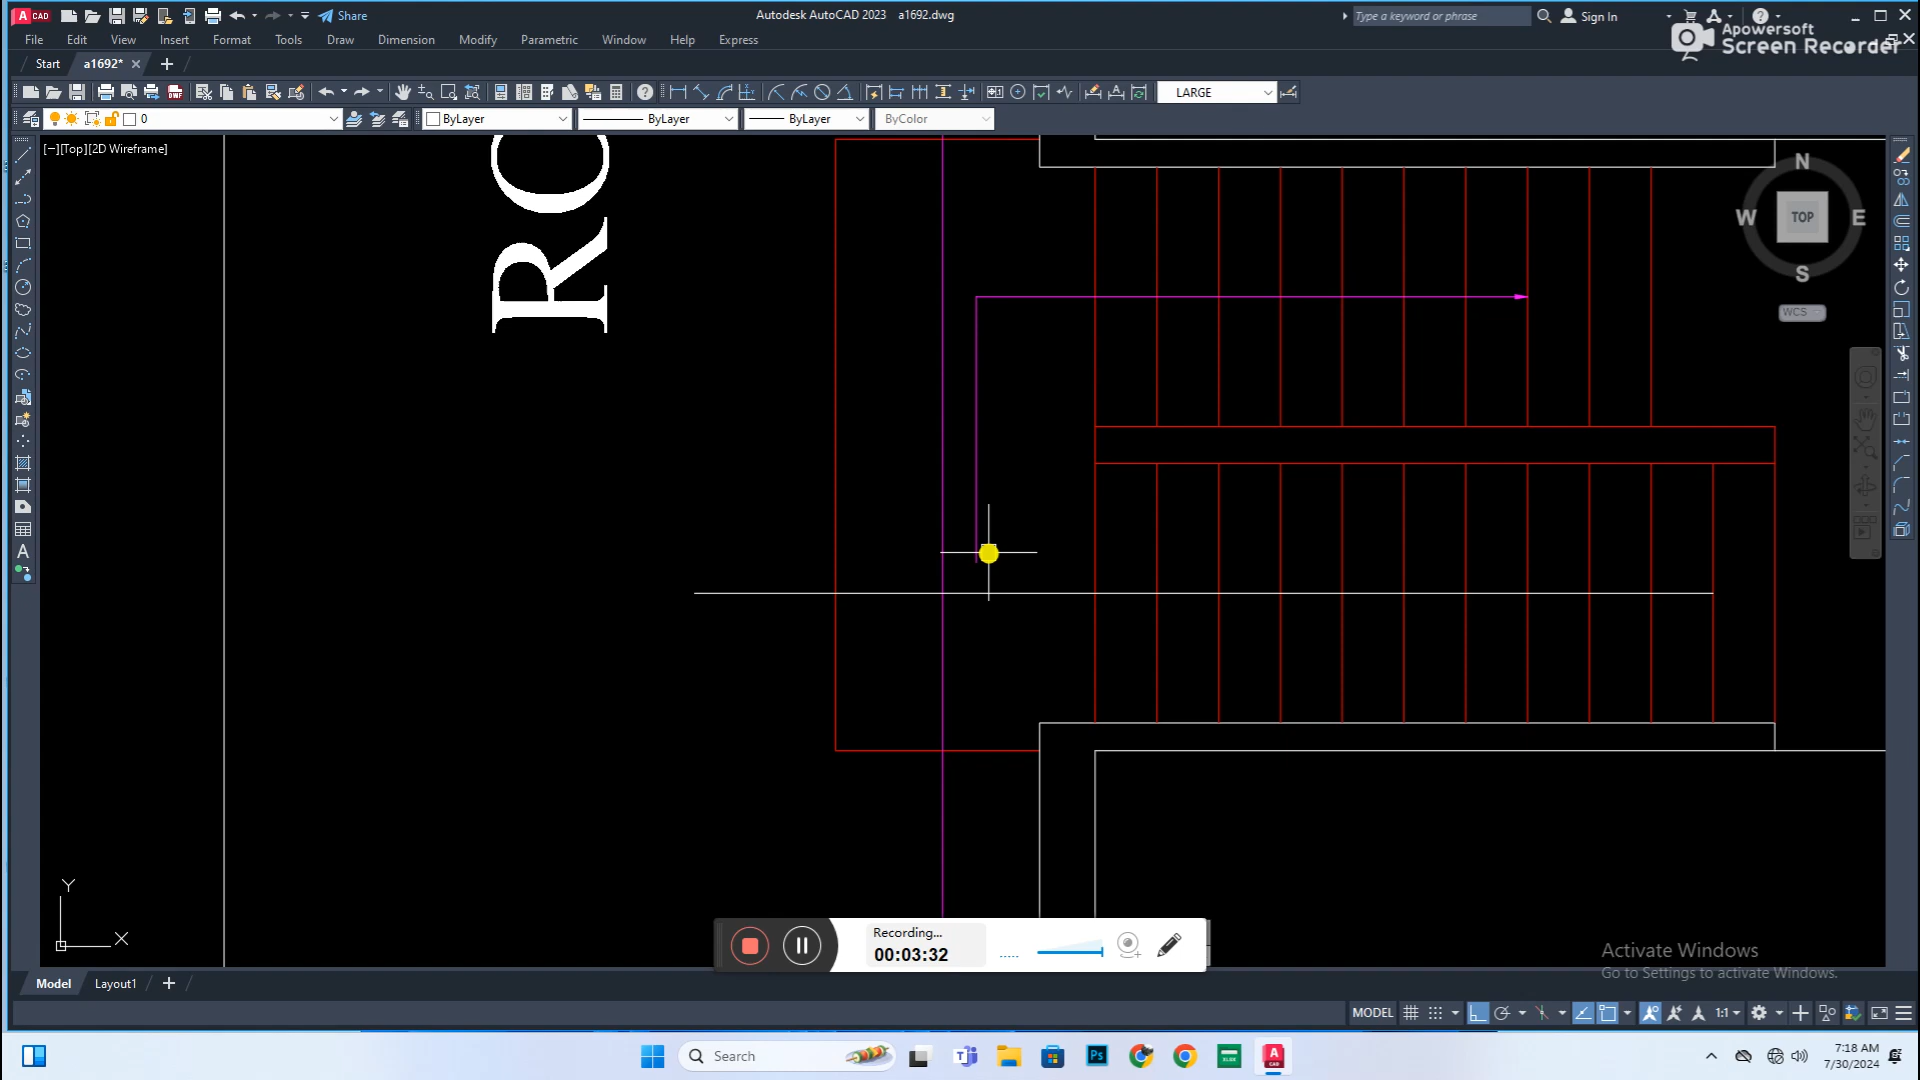 CAD
Share
Autodesk AutoCAD 2023 a1692.dwg
Type a keyword or phrase
Sign In
File Edit View Insert Format Tools Draw Dimension Modify Parametric Window Help Express
Apowersoft
Screen Recorder
Start a1692*
LARGE
0 ByLayer ByLayer ByLayer ByColor
[−][Top][2D Wireframe]
RO
N
W TOP E
S
WCS
Y
X
Recording...
00:03:32
Activate Windows
Go to Settings to activate Windows.
Model Layout1
MODEL 1:1
Search
7:18 AM
7/30/2024